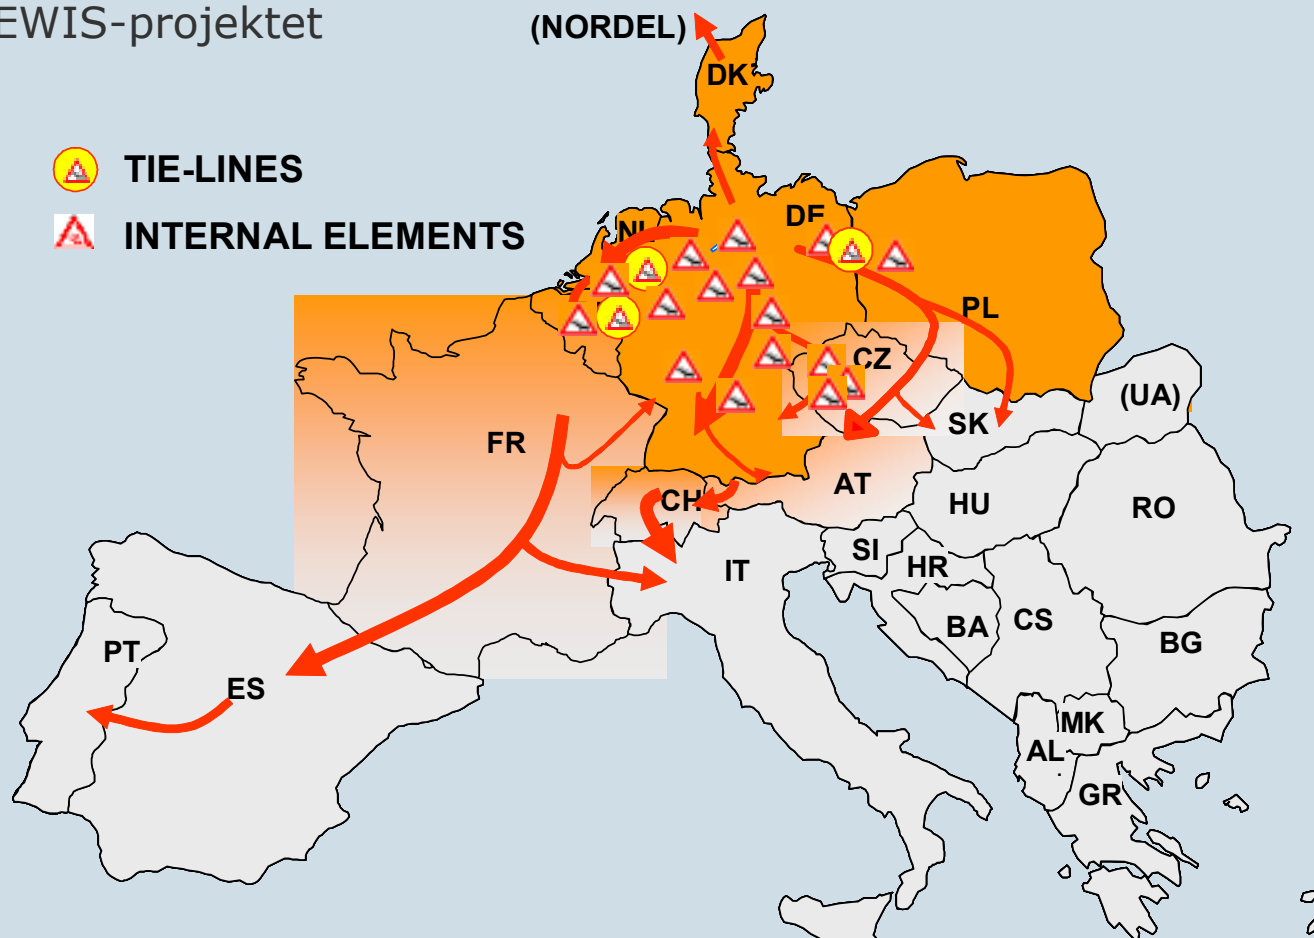 EWIS-projektet
(NORDEL)
DK
TIE-LINES
INTERNAL ELEMENTS
NL
DE
PL
CZ
(UA)
SK
FR
CH
AT
HU
RO
SI
HR
IT
BA
CS
BG
PT
ES
MK
AL
GR